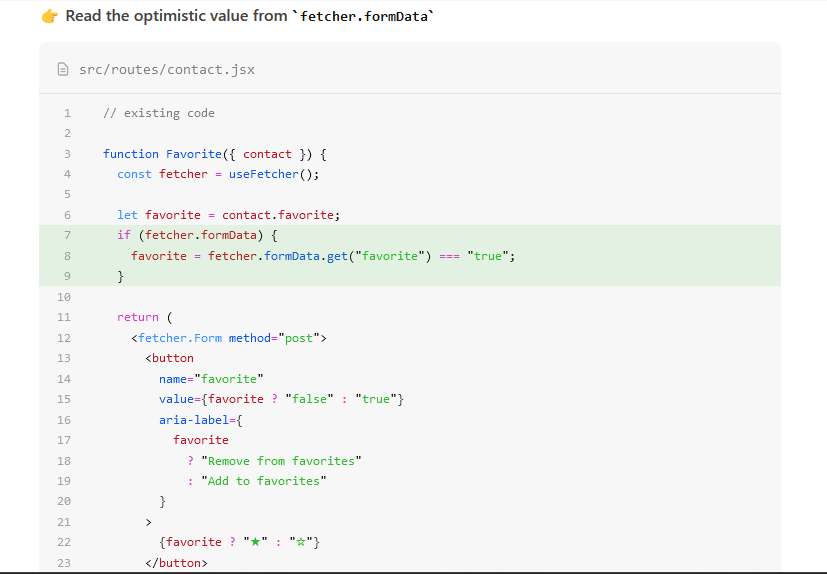 👉 Read the optimistic value from `fetcher.formData`
src/routes/contact.jsx
1 // existing code
2
3 function Favorite({ contact }) {
4   const fetcher = useFetcher();
5
6   let favorite = contact.favorite;
7   if (fetcher.formData) {
8     favorite = fetcher.formData.get("favorite") === "true";
9   }
10
11   return (
12     <fetcher.Form method="post">
13       <button
14         name="favorite"
15         value={favorite ? "false" : "true"}
16         aria-label={
17           favorite
18             ? "Remove from favorites"
19             : "Add to favorites"
20         }
21       >
22         {favorite ? "★" : "☆"}
23       </button>